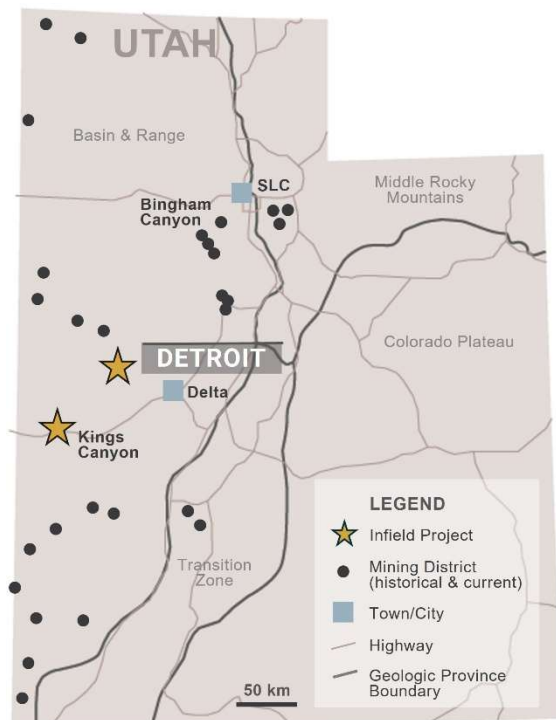 UTAH
Basin & Range
SLC
Bingham
Canyon
Middle Rocky
Mountains
DETROIT
Colorado Plateau
Delta
Kings
Canyon
Transition
Zone
50 km
LEGEND
Infield Project
Mining District
(historical & current)
Town/City
Highway
Geologic Province
Boundary